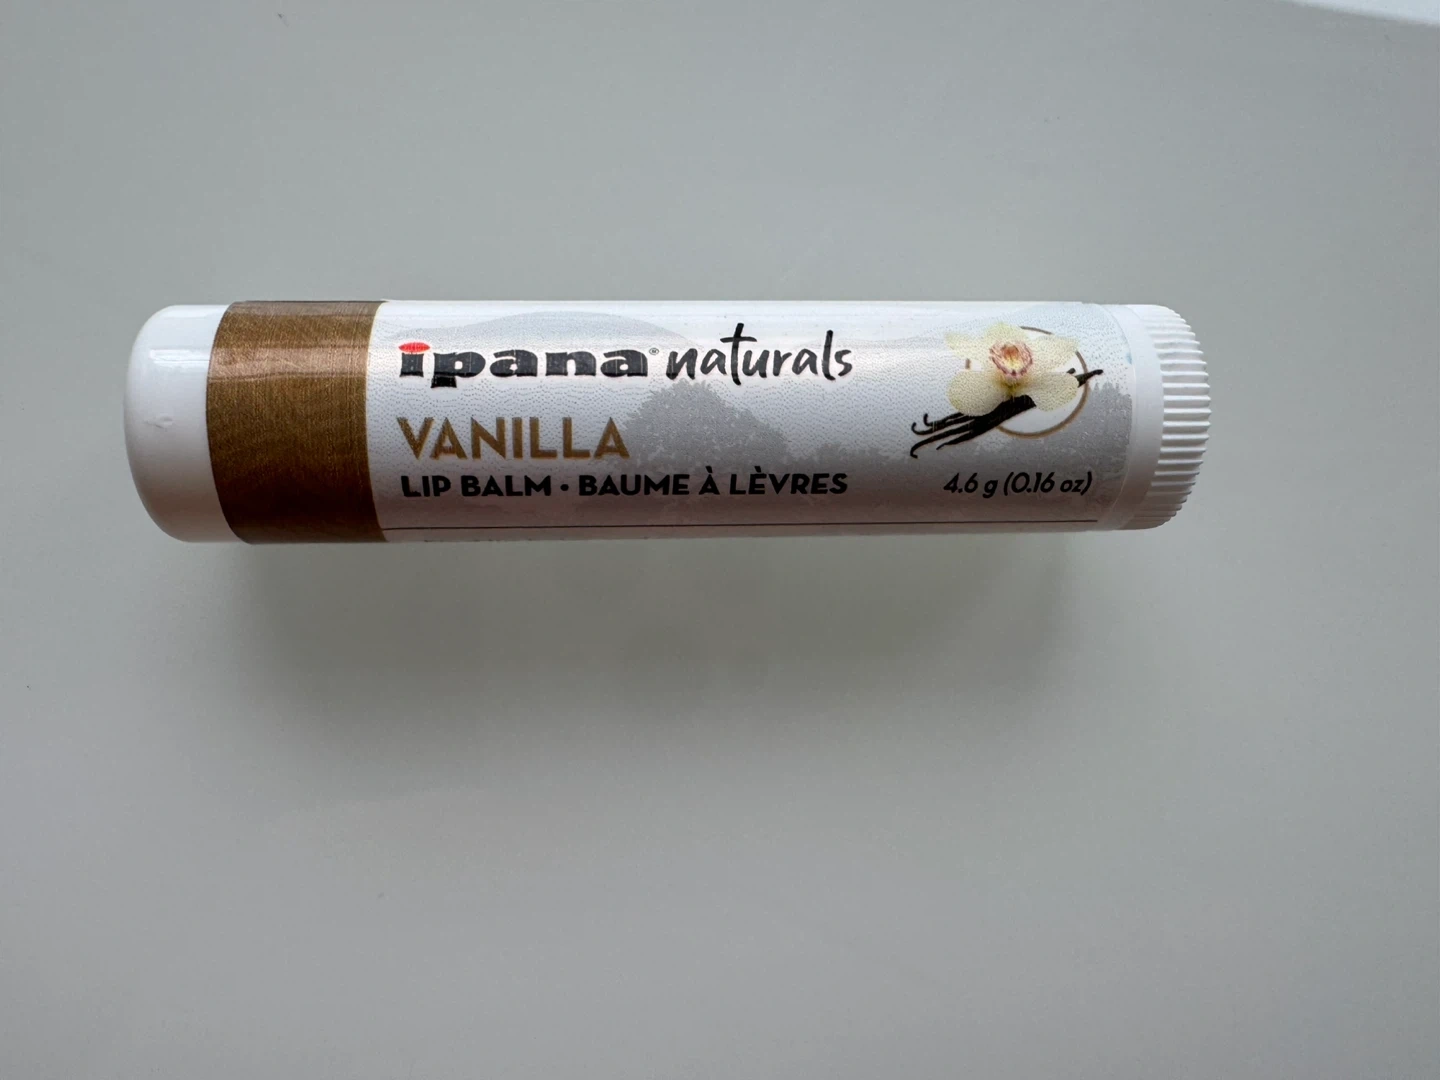 ipana® naturals
VANILLA
LIP BALM • BAUME À LÈVRES
4.6 g (0.16 oz)